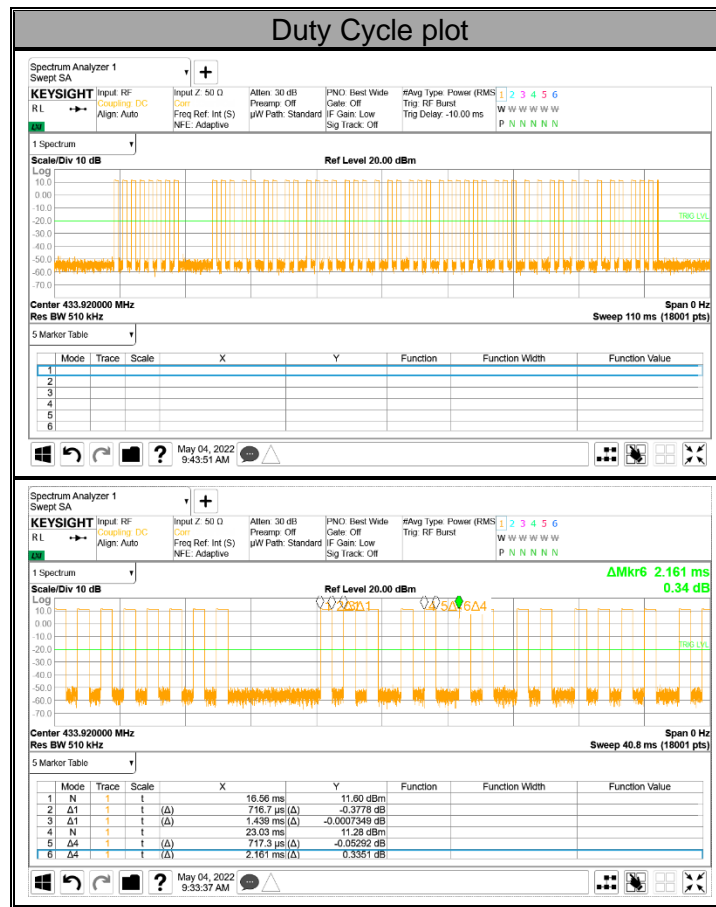 Duty Cycle plot
Spectrum Analyzer 1
Swept SA
KEYSIGHT Input: RF Input Z: 50 Ω Atten: 30 dB PNO: Best Wide #Avg Type: Power (RMS 1 2 3 4 5 6
RL Coupling: DC Corr Preamp: Off Gate: Off Trig: RF Burst W W W W W W
Align: Auto Freq Ref: Int (S) µW Path: Standard IF Gain: Low Trig Delay: -10.00 ms
LXI NFE: Adaptive Sig Track: Off P N N N N N
1 Spectrum
Scale/Div 10 dB Ref Level 20.00 dBm
Log
10.0
0.00
-10.0
-20.0 TRIG LVL
-30.0
-40.0
-50.0
-60.0
-70.0
Center 433.920000 MHz Span 0 Hz
Res BW 510 kHz Sweep 110 ms (18001 pts)
5 Marker Table
Mode Trace Scale X Y Function Function Width Function Value
1
2
3
4
5
6
? May 04, 2022
9:43:51 AM
Spectrum Analyzer 1
Swept SA
KEYSIGHT Input: RF Input Z: 50 Ω Atten: 30 dB PNO: Best Wide #Avg Type: Power (RMS 1 2 3 4 5 6
RL Coupling: DC Corr Preamp: Off Gate: Off Trig: RF Burst W W W W W W
Align: Auto Freq Ref: Int (S) µW Path: Standard IF Gain: Low
LXI NFE: Adaptive Sig Track: Off P N N N N N
1 Spectrum ΔMkr6 2.161 ms
Scale/Div 10 dB Ref Level 20.00 dBm 0.34 dB
Log
10.0
0.00
-10.0
-20.0 TRIG LVL
-30.0
-40.0
-50.0
-60.0
-70.0
Center 433.920000 MHz Span 0 Hz
Res BW 510 kHz Sweep 40.8 ms (18001 pts)
5 Marker Table
Mode Trace Scale X Y Function Function Width Function Value
1 N 1 t 16.56 ms 11.60 dBm
2 Δ1 1 t (Δ) 716.7 µs (Δ) -0.3778 dB
3 Δ1 1 t (Δ) 1.439 ms (Δ) -0.0007349 dB
4 N 1 t 23.03 ms 11.28 dBm
5 Δ4 1 t (Δ) 717.3 µs (Δ) -0.05292 dB
6 Δ4 1 t (Δ) 2.161 ms (Δ) 0.3351 dB
? May 04, 2022
9:33:37 AM